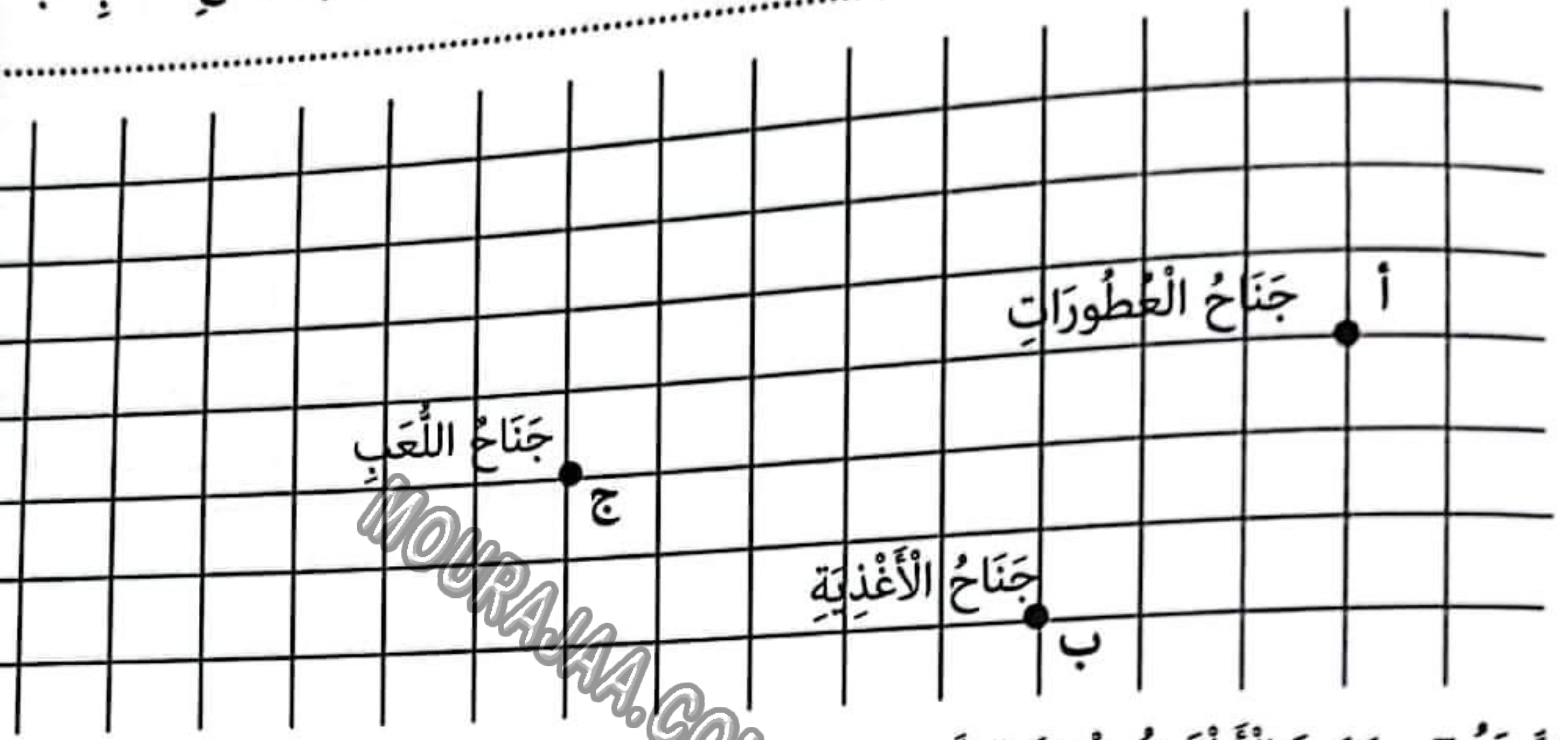 أ
جَنَاحُ الْعُطُورَاتِ
جَنَاحُ اللُّعَبِ
ج
جَنَاحُ الْأَغْذِيَةِ
ب
MOURAJAA.COM